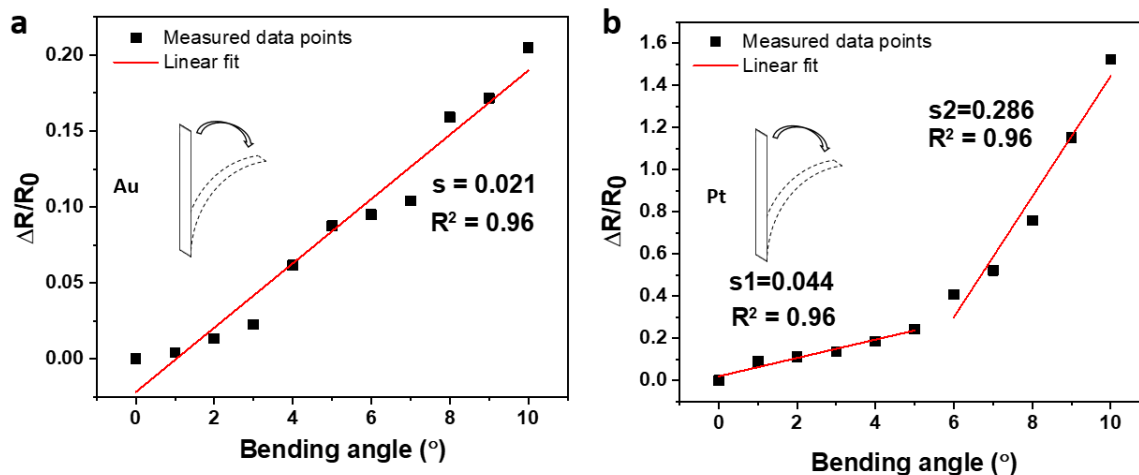 a
Measured data points
Linear fit
Au
s = 0.021
R² = 0.96
ΔR/R0
0.20
0.15
0.10
0.05
0.00
0 2 4 6 8 10
Bending angle (°)
b
Measured data points
Linear fit
s2=0.286
R² = 0.96
Pt
s1=0.044
R² = 0.96
ΔR/R0
1.6
1.4
1.2
1.0
0.8
0.6
0.4
0.2
0.0
0 2 4 6 8 10
Bending angle (°)